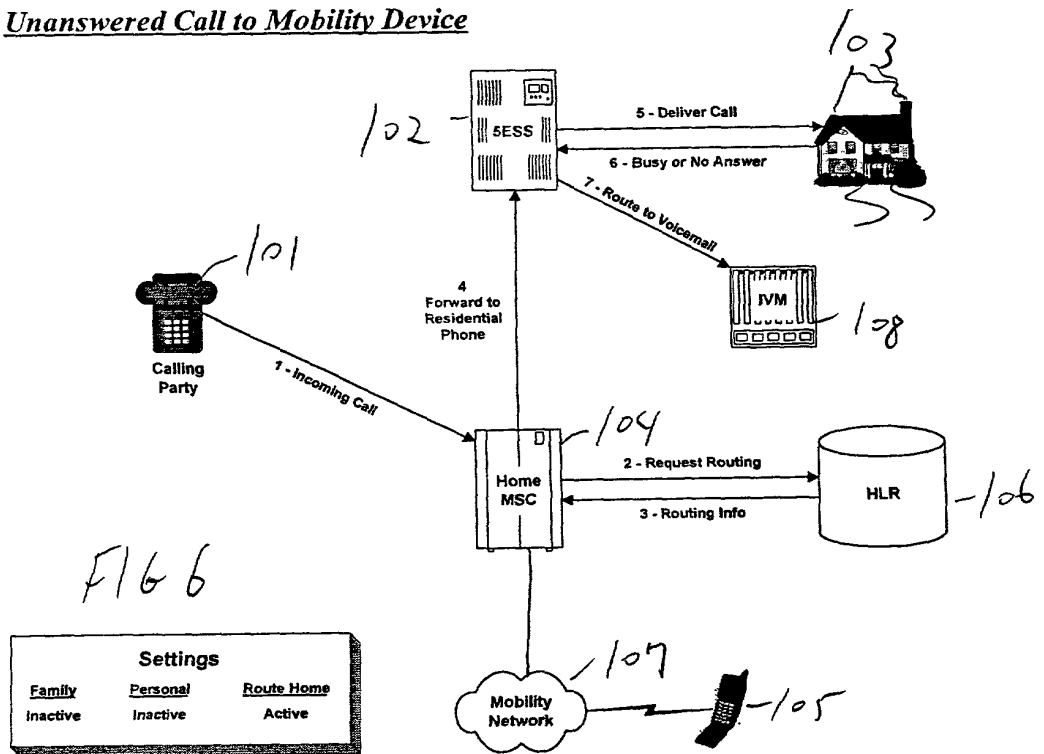 Unanswered Call to Mobility Device
103
102
5ESS
5 - Deliver Call
6 - Busy or No Answer
7 - Route to Voicemail
101
4
Forward to
Residential
Phone
IVM
108
Calling
Party
1 - Incoming Call
104
Home
MSC
2 - Request Routing
3 - Routing Info
HLR
106
FIG 6
Settings
Family Personal Route Home
Inactive Inactive Active
107
Mobility
Network
105